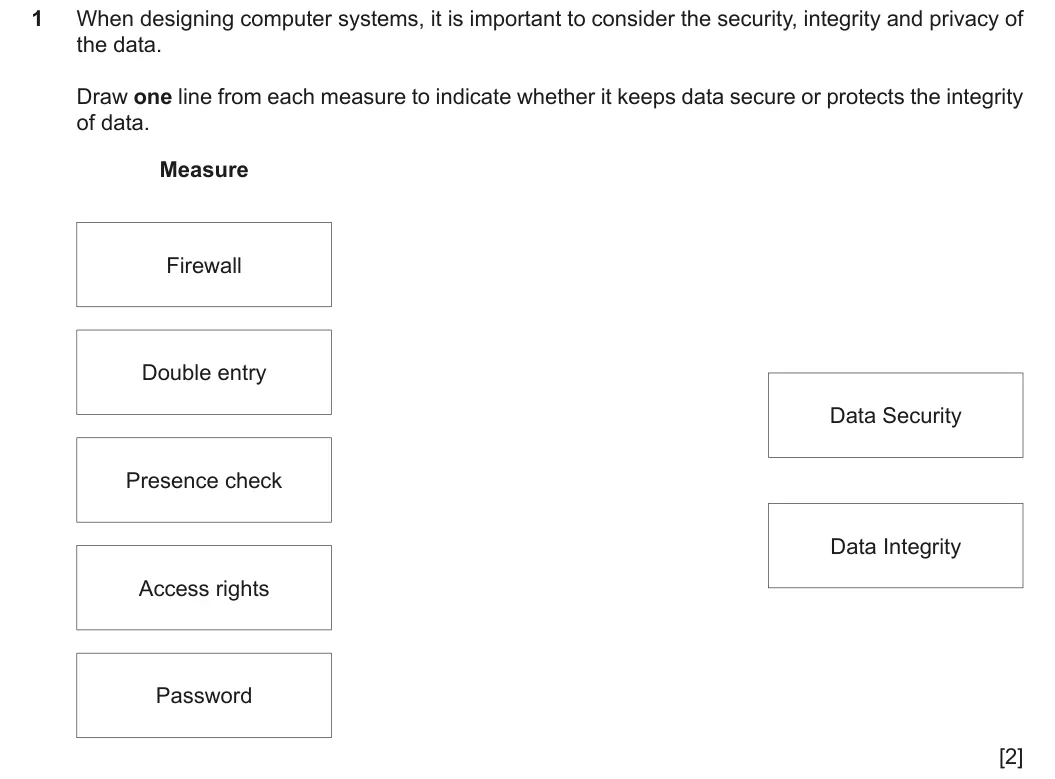 1 When designing computer systems, it is important to consider the security, integrity and privacy of
the data.
Draw one line from each measure to indicate whether it keeps data secure or protects the integrity
of data.
Measure
Firewall
Double entry
Data Security
Presence check
Data Integrity
Access rights
Password
[2]